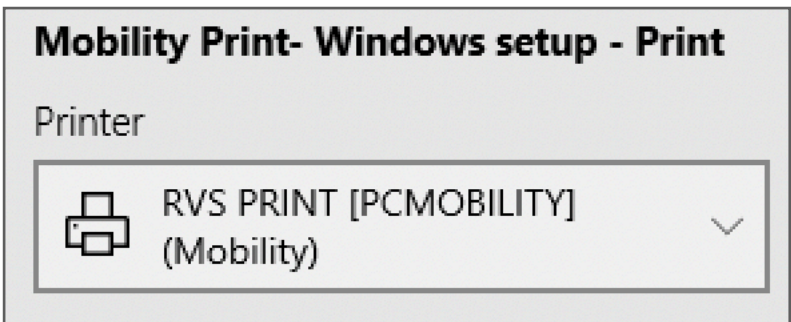 Mobility Print- Windows setup - Print
Printer
RVS PRINT [PCMOBILITY]
(Mobility)